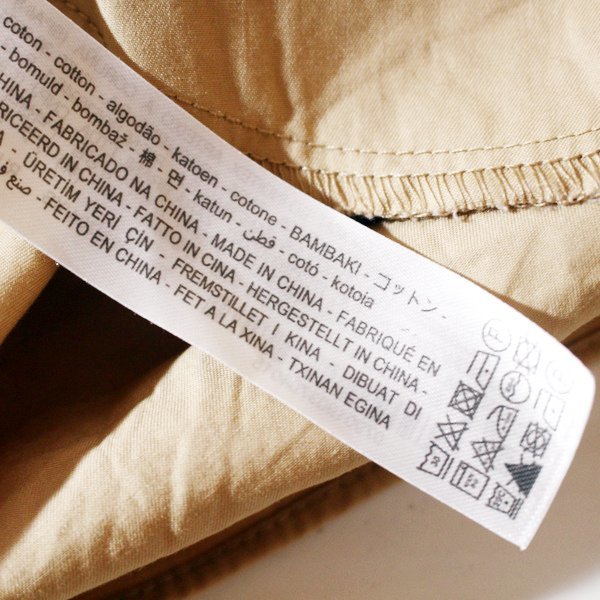 coton - cotton - algodão - katoen - cotone - BAMBAKI - コットン -
- bomuld - bombaž - 棉 - 면 - katun - قطن - cotó - kotoia
CHINA - FABRICADO NA CHINA - MADE IN CHINA - FABRIQUÉ EN
IN CHINA - FATTO IN CINA - HERGESTELLT IN CHINA -
ÜRETİM YERİ ÇİN - FREMSTILLET I KINA - DIBUAT DI
- FEITO EN CHINA - FET A LA XINA - TXINAN EGINA